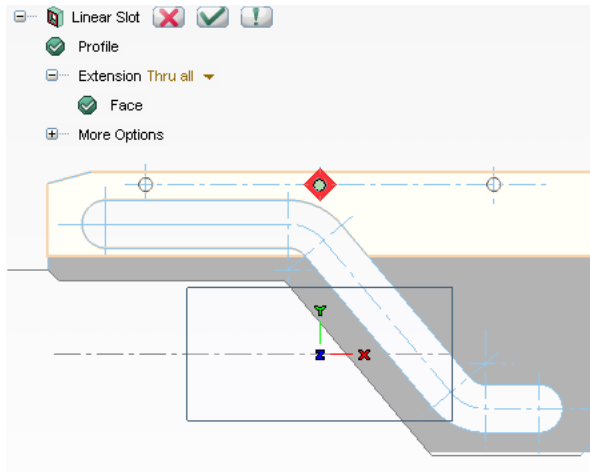 Linear Slot
Profile
Extension Thru all
Face
More Options
Y
Z X